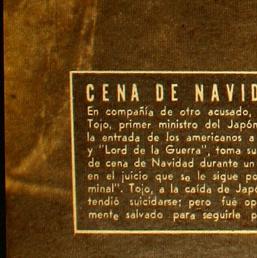 CENA DE NAVID
En compañía de otro acusado,
Tojo, primer ministro del Japón
la entrada de los americanos a
y "Lord de la Guerra", toma su
de cena de Navidad durante un
en el juicio que se le sigue po
minal". Tojo, a la caída de Japó
tendió suicidarse; pero fué op
mente salvado para seguirle p